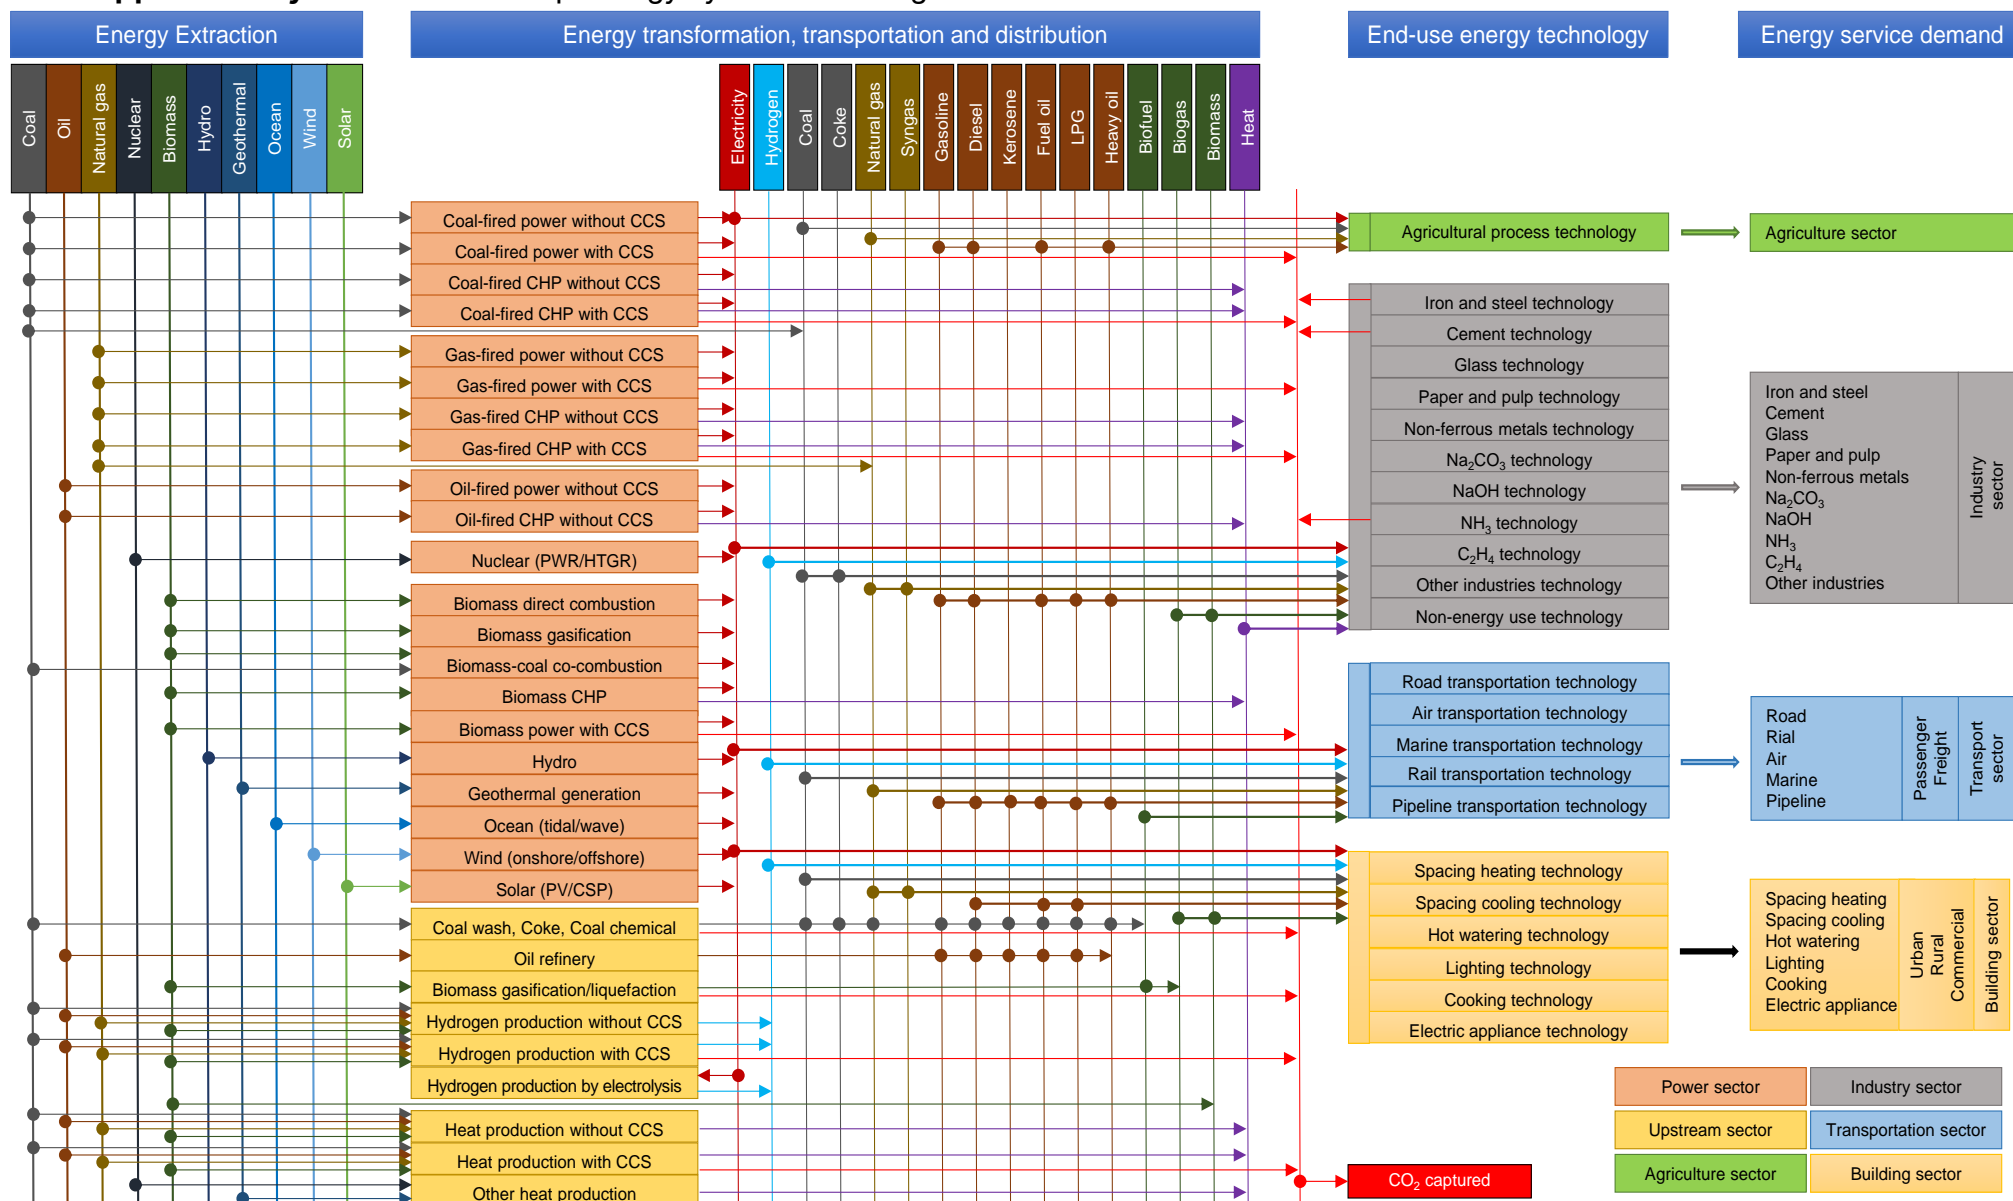 Energy Extraction
Energy transformation, transportation and distribution
End-use energy technology
Energy service demand
Coal
Oil
Natural gas
Nuclear
Biomass
Hydro
Geothermal
Ocean
Wind
Solar
Electricity
Hydrogen
Coal
Coke
Natural gas
Syngas
Gasoline
Diesel
Kerosene
Fuel oil
LPG
Heavy oil
Biofuel
Biogas
Biomass
Heat
Coal-fired power without CCS
Coal-fired power with CCS
Coal-fired CHP without CCS
Coal-fired CHP with CCS
Gas-fired power without CCS
Gas-fired power with CCS
Gas-fired CHP without CCS
Gas-fired CHP with CCS
Oil-fired power without CCS
Oil-fired CHP without CCS
Nuclear (PWR/HTGR)
Biomass direct combustion
Biomass gasification
Biomass-coal co-combustion
Biomass CHP
Biomass power with CCS
Hydro
Geothermal generation
Ocean (tidal/wave)
Wind (onshore/offshore)
Solar (PV/CSP)
Coal wash, Coke, Coal chemical
Oil refinery
Biomass gasification/liquefaction
Hydrogen production without CCS
Hydrogen production with CCS
Hydrogen production by electrolysis
Heat production without CCS
Heat production with CCS
Other heat production
Agricultural process technology
Iron and steel technology
Cement technology
Glass technology
Paper and pulp technology
Non-ferrous metals technology
Na₂CO₃ technology
NaOH technology
NH₃ technology
C₂H₄ technology
Other industries technology
Non-energy use technology
Road transportation technology
Air transportation technology
Marine transportation technology
Rail transportation technology
Pipeline transportation technology
Spacing heating technology
Spacing cooling technology
Hot watering technology
Lighting technology
Cooking technology
Electric appliance technology
CO₂ captured
Agriculture sector
Iron and steel
Cement
Glass
Paper and pulp
Non-ferrous metals
Na₂CO₃
NaOH
NH₃
C₂H₄
Other industries
Industry
sector
Road
Rial
Air
Marine
Pipeline
Passenger
Freight
Transport
sector
Spacing heating
Spacing cooling
Hot watering
Lighting
Cooking
Electric appliance
Urban
Rural
Commercial
Building sector
Power sector
Industry sector
Upstream sector
Transportation sector
Agriculture sector
Building sector